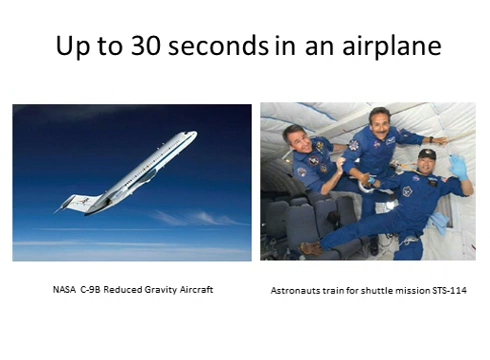 Up to 30 seconds in an airplane
NASA C-9B Reduced Gravity Aircraft
Astronauts train for shuttle mission STS-114